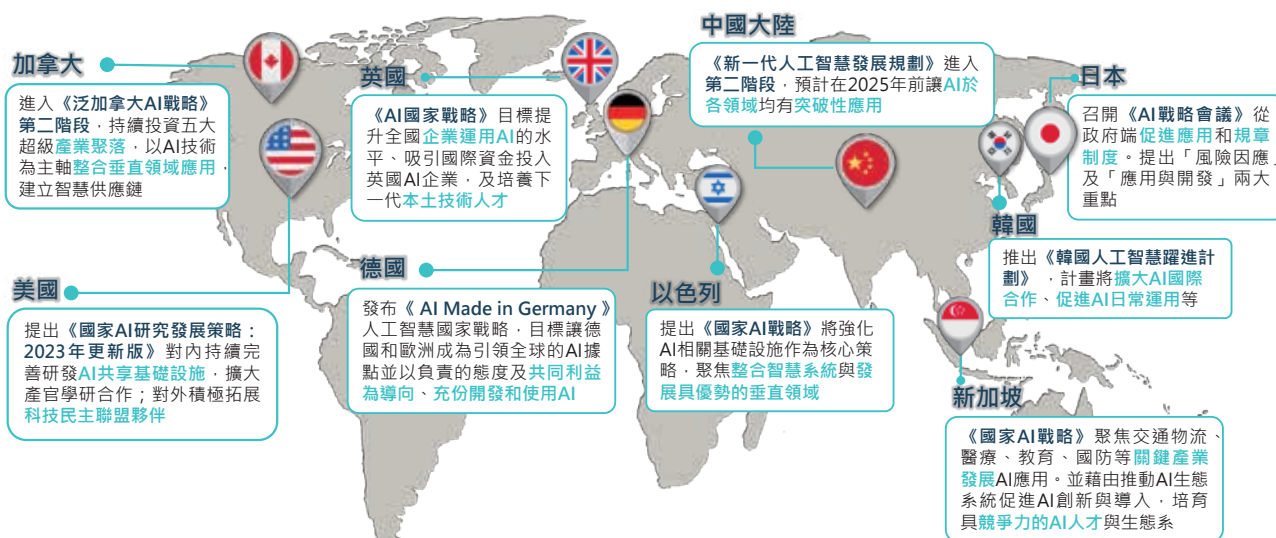 加拿大
進入《泛加拿大AI戰略》
第二階段，持續投資五大
超級產業聚落，以AI技術
為主軸整合垂直領域應用，
建立智慧供應鏈
美國
提出《國家AI研究發展策略：
2023年更新版》對內持續完
善研發AI共享基礎設施，擴大
產官學研合作；對外積極拓展
科技民主聯盟夥伴
英國
《AI國家戰略》目標提
升全國企業運用AI的水
平、吸引國際資金投入
英國AI企業，及培養下
一代本土技術人才
德國
發布《 AI Made in Germany 》
人工智慧國家戰略，目標讓德
國和歐洲成為引領全球的AI據
點並以負責的態度及共同利益
為導向、充份開發和使用AI
中國大陸
《新一代人工智慧發展規劃》進入
第二階段，預計在2025年前讓AI於
各領域均有突破性應用
以色列
提出《國家AI戰略》將強化
AI相關基礎設施作為核心策
略，聚焦整合智慧系統與發
展具優勢的垂直領域
日本
召開《AI戰略會議》從
政府端促進應用和規章
制度。提出「風險因應」
及「應用與開發」兩大
重點
韓國
推出《韓國人工智慧躍進計
劃》，計畫將擴大AI國際
合作、促進AI日常運用等
新加坡
《國家AI戰略》聚焦交通物流、
醫療、教育、國防等關鍵產業
發展AI應用。並藉由推動AI生態
系統促進AI創新與導入，培育
具競爭力的AI人才與生態系